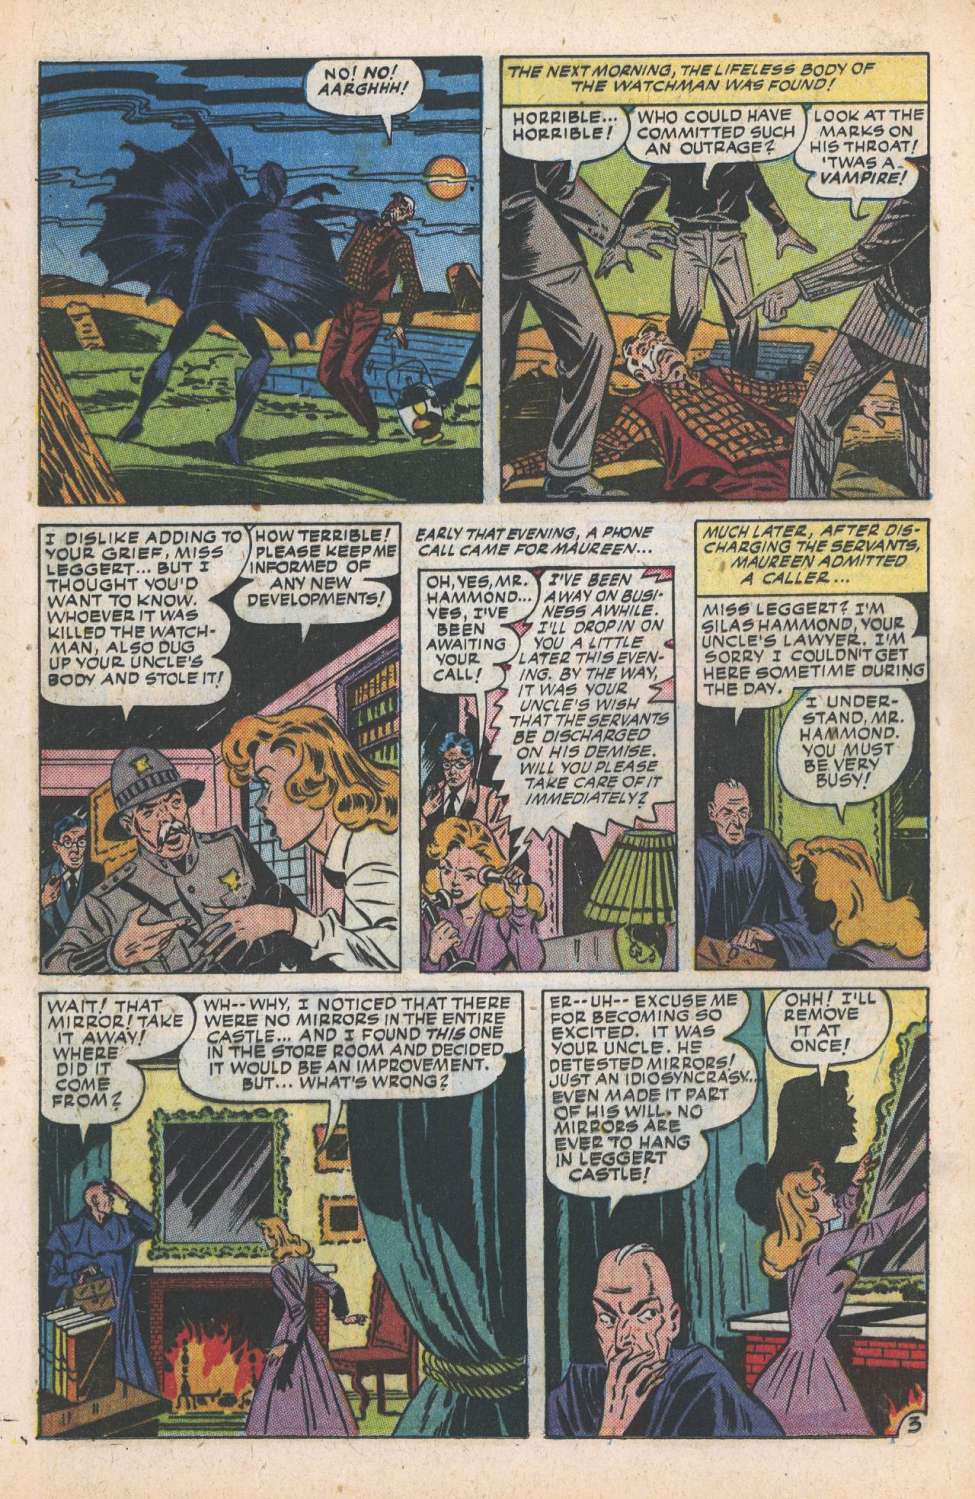 NO! NO!
AARGHHH!
THE NEXT MORNING, THE LIFELESS BODY OF
THE WATCHMAN WAS FOUND!
HORRIBLE...
HORRIBLE!
WHO COULD HAVE
COMMITTED SUCH
AN OUTRAGE?
LOOK AT THE
MARKS ON
HIS THROAT!
'TWAS A
VAMPIRE!
I DISLIKE ADDING TO
YOUR GRIEF, MISS
LEGGERT... BUT I
THOUGHT YOU'D
WANT TO KNOW.
WHOEVER IT WAS
KILLED THE WATCH-
MAN, ALSO DUG
UP YOUR UNCLE'S
BODY AND STOLE IT!
HOW TERRIBLE!
PLEASE KEEP ME
INFORMED OF
ANY NEW
DEVELOPMENTS!
EARLY THAT EVENING, A PHONE
CALL CAME FOR MAUREEN...
OH, YES, MR.
HAMMOND...
YES, I'VE
BEEN
AWAITING
YOUR
CALL!
I'VE BEEN
AWAY ON BUSI-
NESS AWHILE.
I'LL DROP IN ON
YOU A LITTLE
LATER THIS EVEN-
ING. BY THE WAY,
IT WAS YOUR
UNCLE'S WISH
THAT THE SERVANTS
BE DISCHARGED
ON HIS DEMISE.
WILL YOU PLEASE
TAKE CARE OF IT
IMMEDIATELY?
MUCH LATER, AFTER DIS-
CHARGING THE SERVANTS,
MAUREEN ADMITTED
A CALLER...
MISS LEGGERT? I'M
SILAS HAMMOND, YOUR
UNCLE'S LAWYER. I'M
SORRY I COULDN'T GET
HERE SOMETIME DURING
THE DAY.
I UNDER-
STAND, MR.
HAMMOND.
YOU MUST
BE VERY
BUSY!
WAIT! THAT
MIRROR! TAKE
IT AWAY!
WHERE
DID IT
COME
FROM?
WH--WHY, I NOTICED THAT THERE
WERE NO MIRRORS IN THE ENTIRE
CASTLE... AND I FOUND THIS ONE
IN THE STORE ROOM AND DECIDED
IT WOULD BE AN IMPROVEMENT.
BUT... WHAT'S WRONG?
ER--UH-- EXCUSE ME
FOR BECOMING SO
EXCITED. IT WAS
YOUR UNCLE. HE
DETESTED MIRRORS!
JUST AN IDIOSYNCRASY...
EVEN MADE IT PART
OF HIS WILL. NO
MIRRORS ARE
EVER TO HANG
IN LEGGERT
CASTLE!
OHH! I'LL
REMOVE
IT AT
ONCE!
3